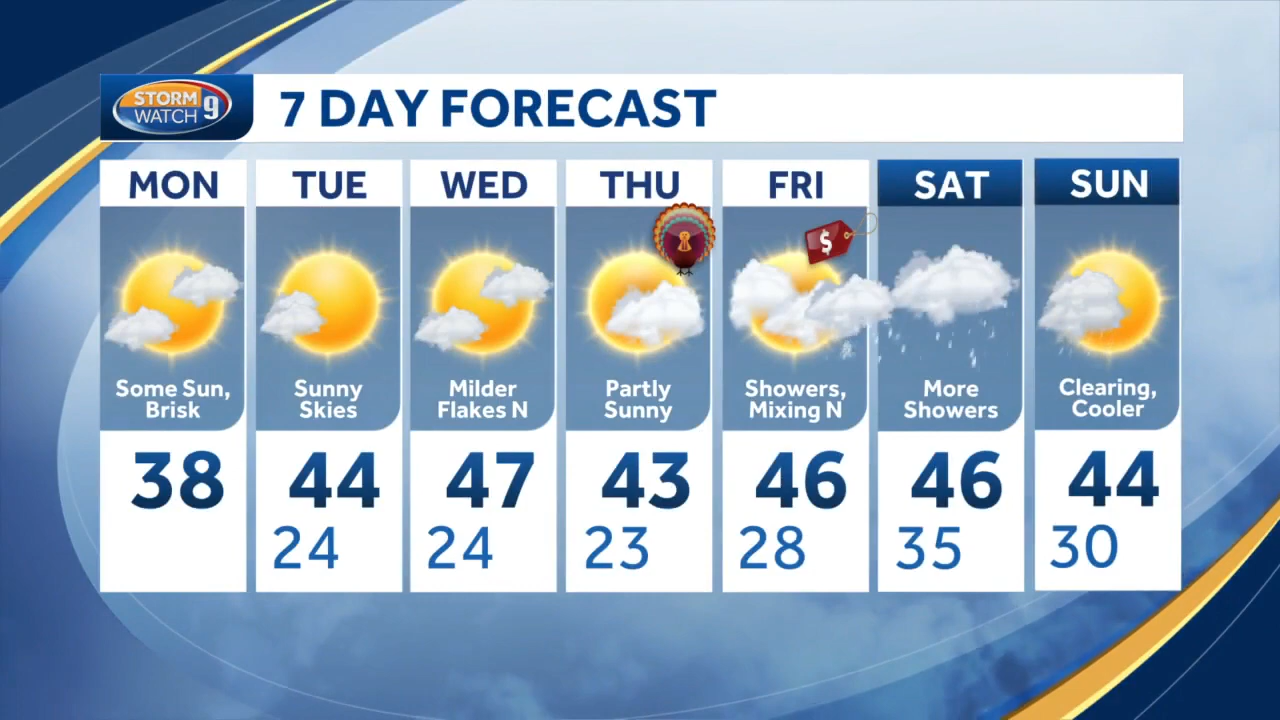 STORM
WATCH 9
7 DAY FORECAST
MON
TUE
WED
THU
FRI
SAT
SUN
$
Some Sun,
Brisk
Sunny
Skies
Milder
Flakes N
Partly
Sunny
Showers,
Mixing N
More
Showers
Clearing,
Cooler
38
44
47
43
46
46
44
24
24
23
28
35
30